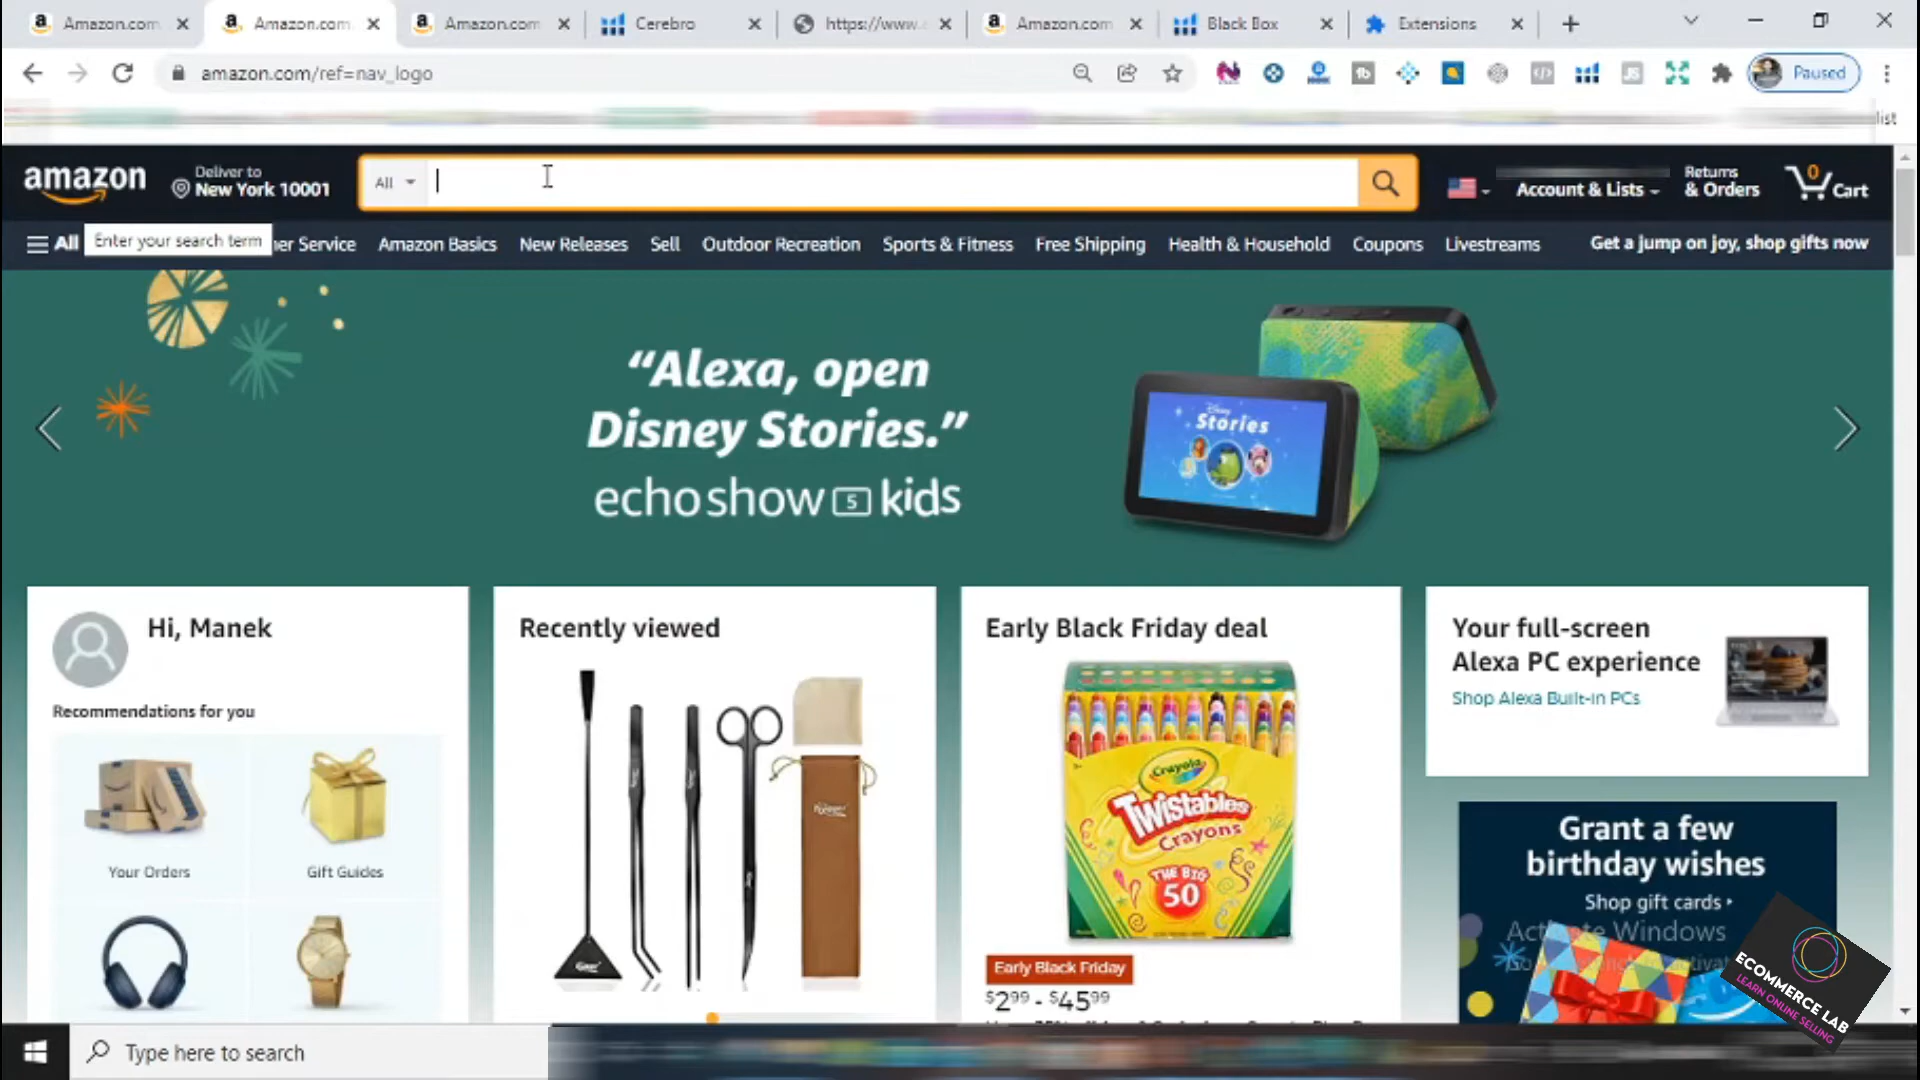 Amazon.com
Amazon.com
Amazon.com
Cerebro
https://www.
Amazon.com
Black Box
Extensions
amazon.com/ref=nav_logo
Paused
list
amazon
Deliver to
New York 10001
All
Account & Lists
Returns
& Orders
0
Cart
All
Enter your search term
er Service
Amazon Basics
New Releases
Sell
Outdoor Recreation
Sports & Fitness
Free Shipping
Health & Household
Coupons
Livestreams
Get a jump on joy, shop gifts now
“Alexa, open
Disney Stories.”
echo show 5 kids
Disney
Stories
Hi, Manek
Recommendations for you
Your Orders
Gift Guides
Recently viewed
Early Black Friday deal
Crayola
Twistables
Crayons
THE BIG
50
Early Black Friday
$2.99 - $45.99
Your full-screen
Alexa PC experience
Shop Alexa Built-in PCs
Grant a few
birthday wishes
Shop gift cards
Activate Windows
ECOMMERCE LAB
LEARN ONLINE SELLING
Type here to search